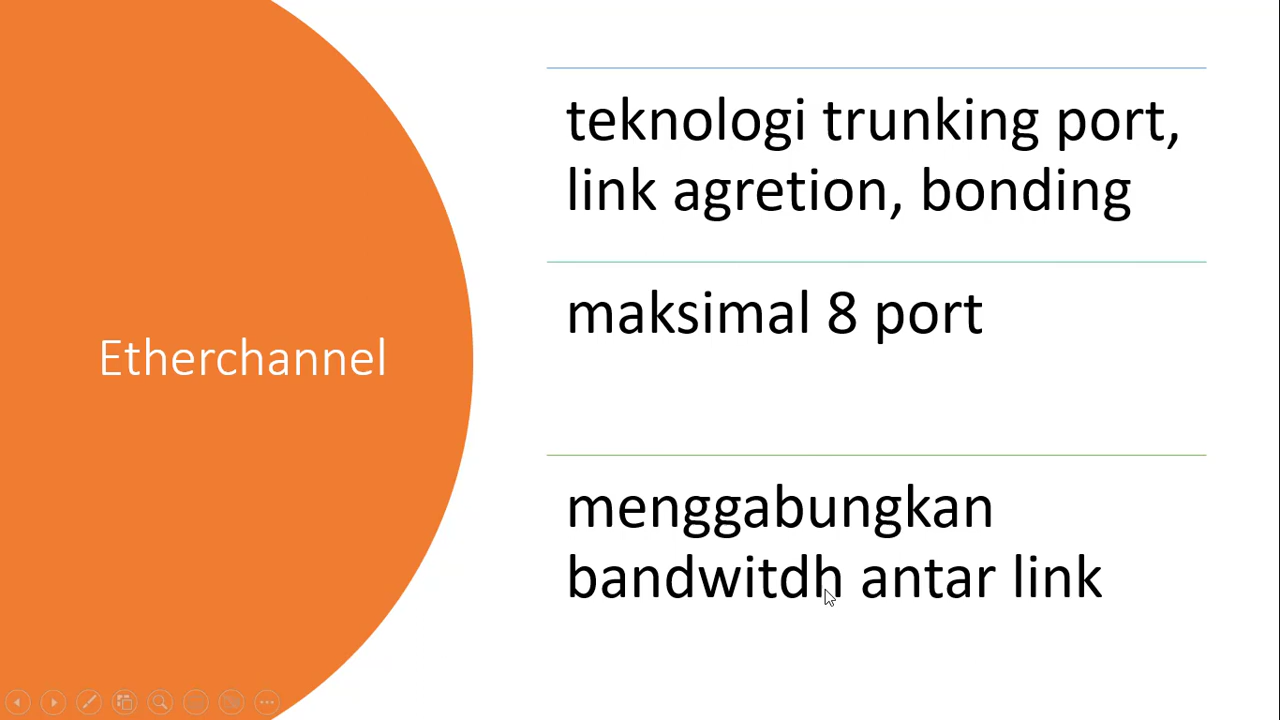 Etherchannel
teknologi trunking port,
link agretion, bonding
maksimal 8 port
menggabungkan
bandwitdh antar link